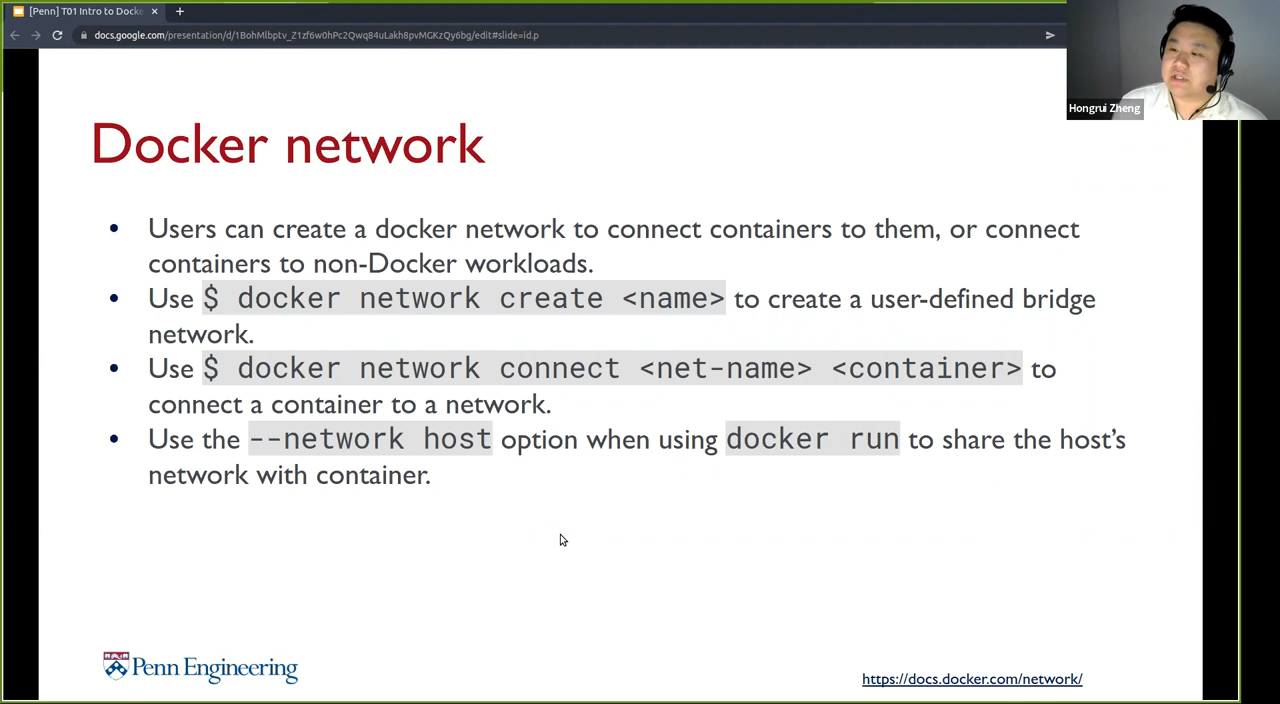 [Penn] T01 Intro to Docke
docs.google.com/presentation/d/1BohMlbptv_Z1zf6w0hPc2Qwq84uLakh8pvMGKzQy6bg/edit#slide=id.p
Hongrui Zheng
Docker network
• Users can create a docker network to connect containers to them, or connect
containers to non-Docker workloads.
• Use $ docker network create <name> to create a user-defined bridge
network.
• Use $ docker network connect <net-name> <container> to
connect a container to a network.
• Use the --network host option when using docker run to share the host’s
network with container.
Penn Engineering
https://docs.docker.com/network/